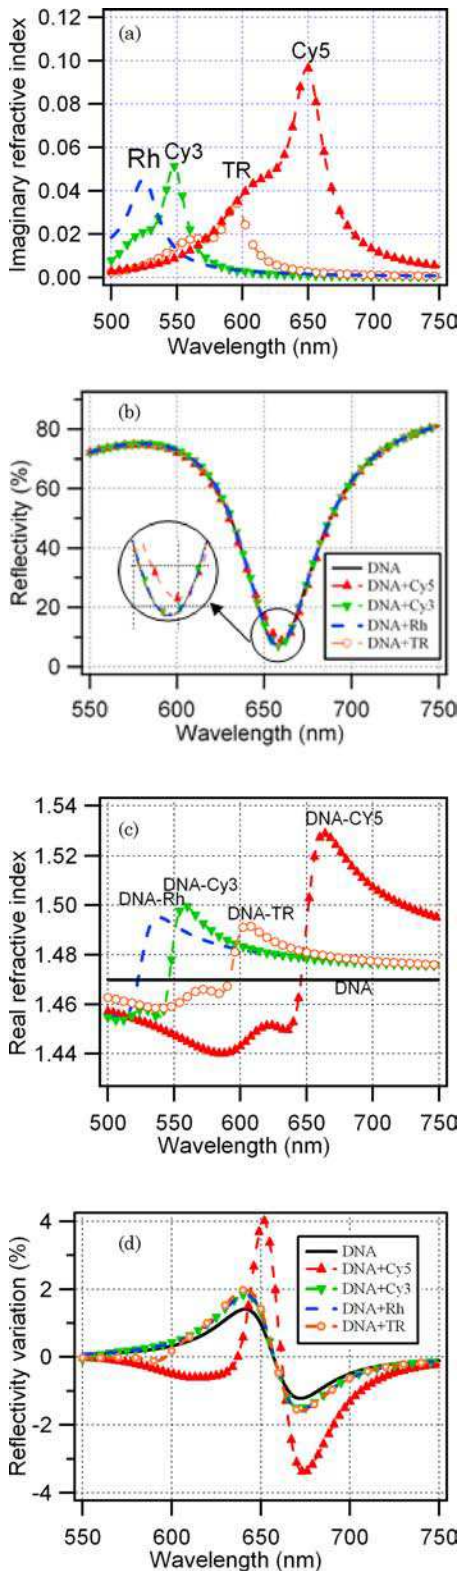 (a)
0.12
0.10
0.08
0.06
0.04
0.02
0.00
Imaginary refractive index
Rh
Cy3
TR
Cy5
500 550 600 650 700 750
Wavelength (nm)
(b)
80
60
40
20
0
Reflectivity (%)
DNA
DNA+Cy5
DNA+Cy3
DNA+Rh
DNA+TR
550 600 650 700 750
Wavelength (nm)
(c)
1.54
1.52
1.50
1.48
1.46
1.44
Real refractive index
DNA-CY5
DNA-Cy3
DNA-Rh
DNA-TR
DNA
500 550 600 650 700 750
Wavelength (nm)
(d)
4
2
0
-2
-4
Reflectivity variation (%)
DNA
DNA+Cy5
DNA+Cy3
DNA+Rh
DNA+TR
550 600 650 700 750
Wavelength (nm)